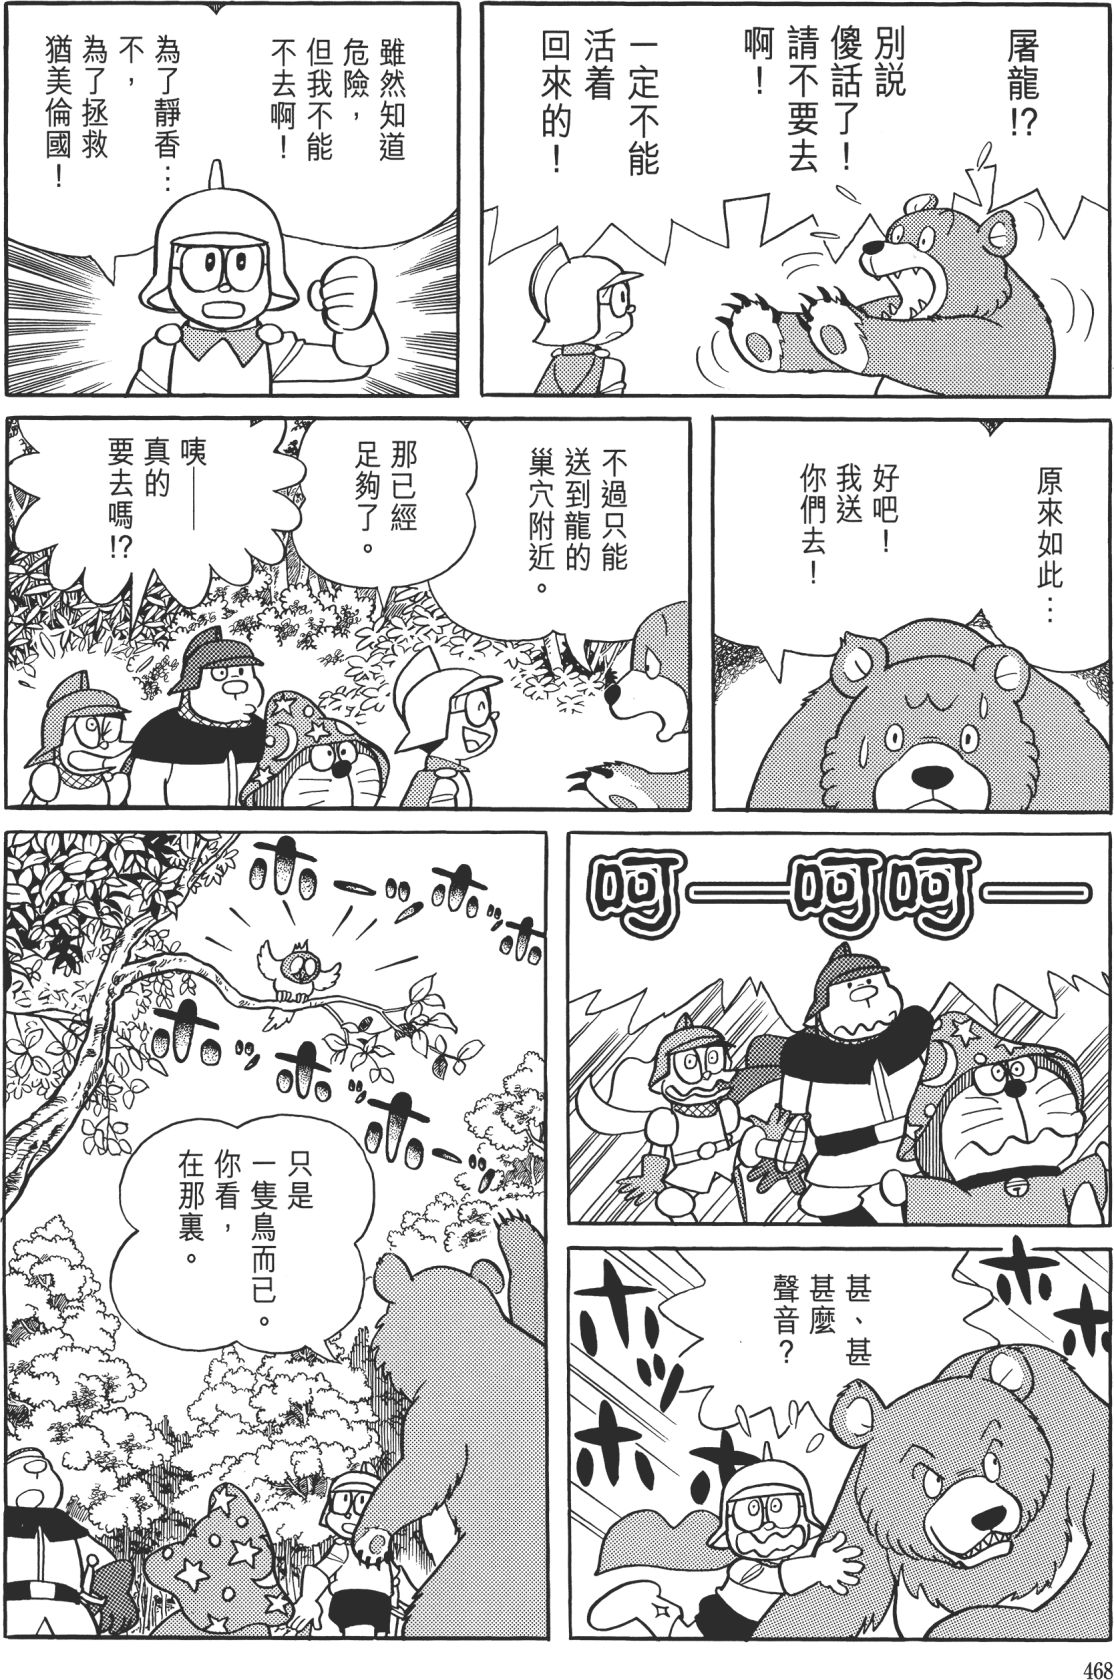 屠龍!?
別説
傻話了!
請不要去
啊!
一定不能
活着
回來的!
雖然知道
危險,
但我不能
不去啊!
為了靜香…
不,
為了拯救
猶美倫國!
原來如此…
好吧!
我送
你們去!
不過只能
送到龍的
巢穴附近。
那已經
足夠了。
咦——
真的
要去嗎!?
呵——呵呵——
甚、甚
甚麼
聲音?
ホッホ
ホッホ
只是
一隻鳥而已。
你看,
在那裏。
468